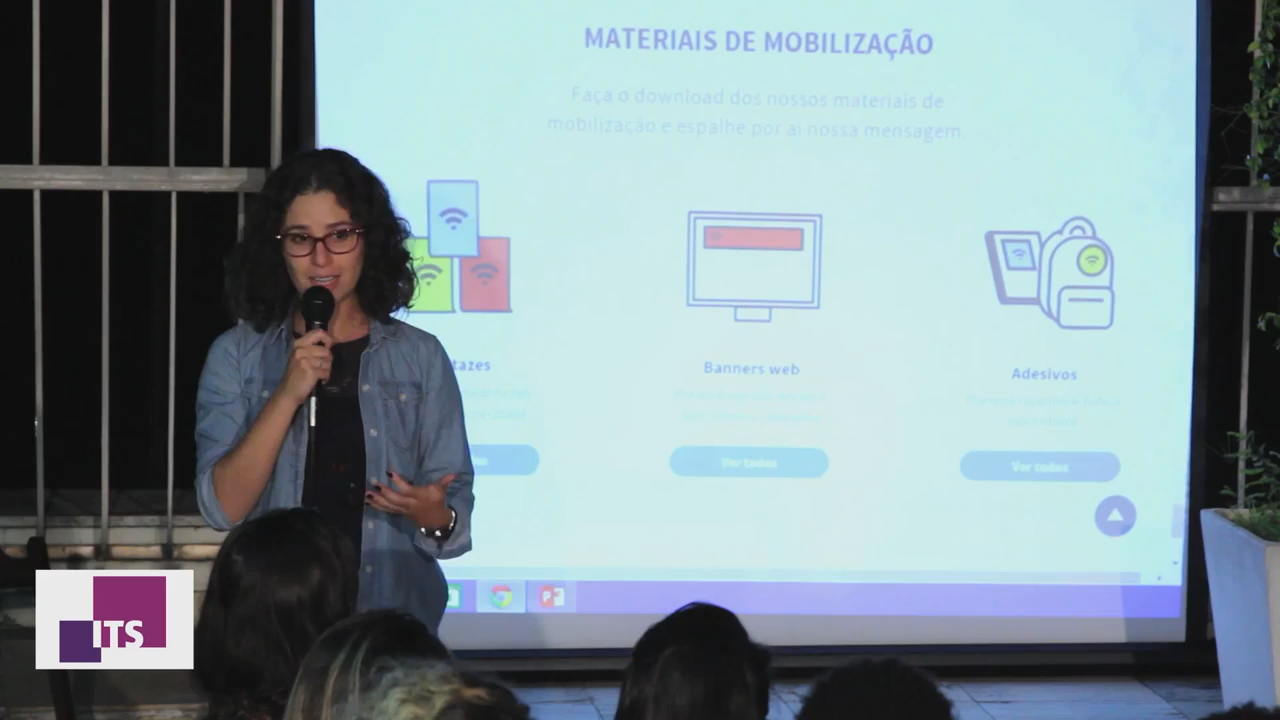 MATERIAIS DE MOBILIZAÇÃO
Faça o download dos nossos materiais de
mobilização e espalhe por aí nossa mensagem.
tazes
Banners web
Adesivos
Ver todos
Ver todos
ITS